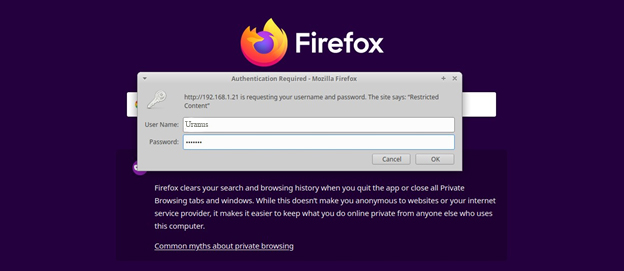 Firefox
Authentication Required - Mozilla Firefox
http://192.168.1.21 is requesting your username and password. The site says: “Restricted
Content”
User Name: Uranus
Password: •••••••
Cancel OK
Firefox clears your search and browsing history when you quit the app or close all Private
Browsing tabs and windows. While this doesn’t make you anonymous to websites or your internet
service provider, it makes it easier to keep what you do online private from anyone else who uses
this computer.
Common myths about private browsing